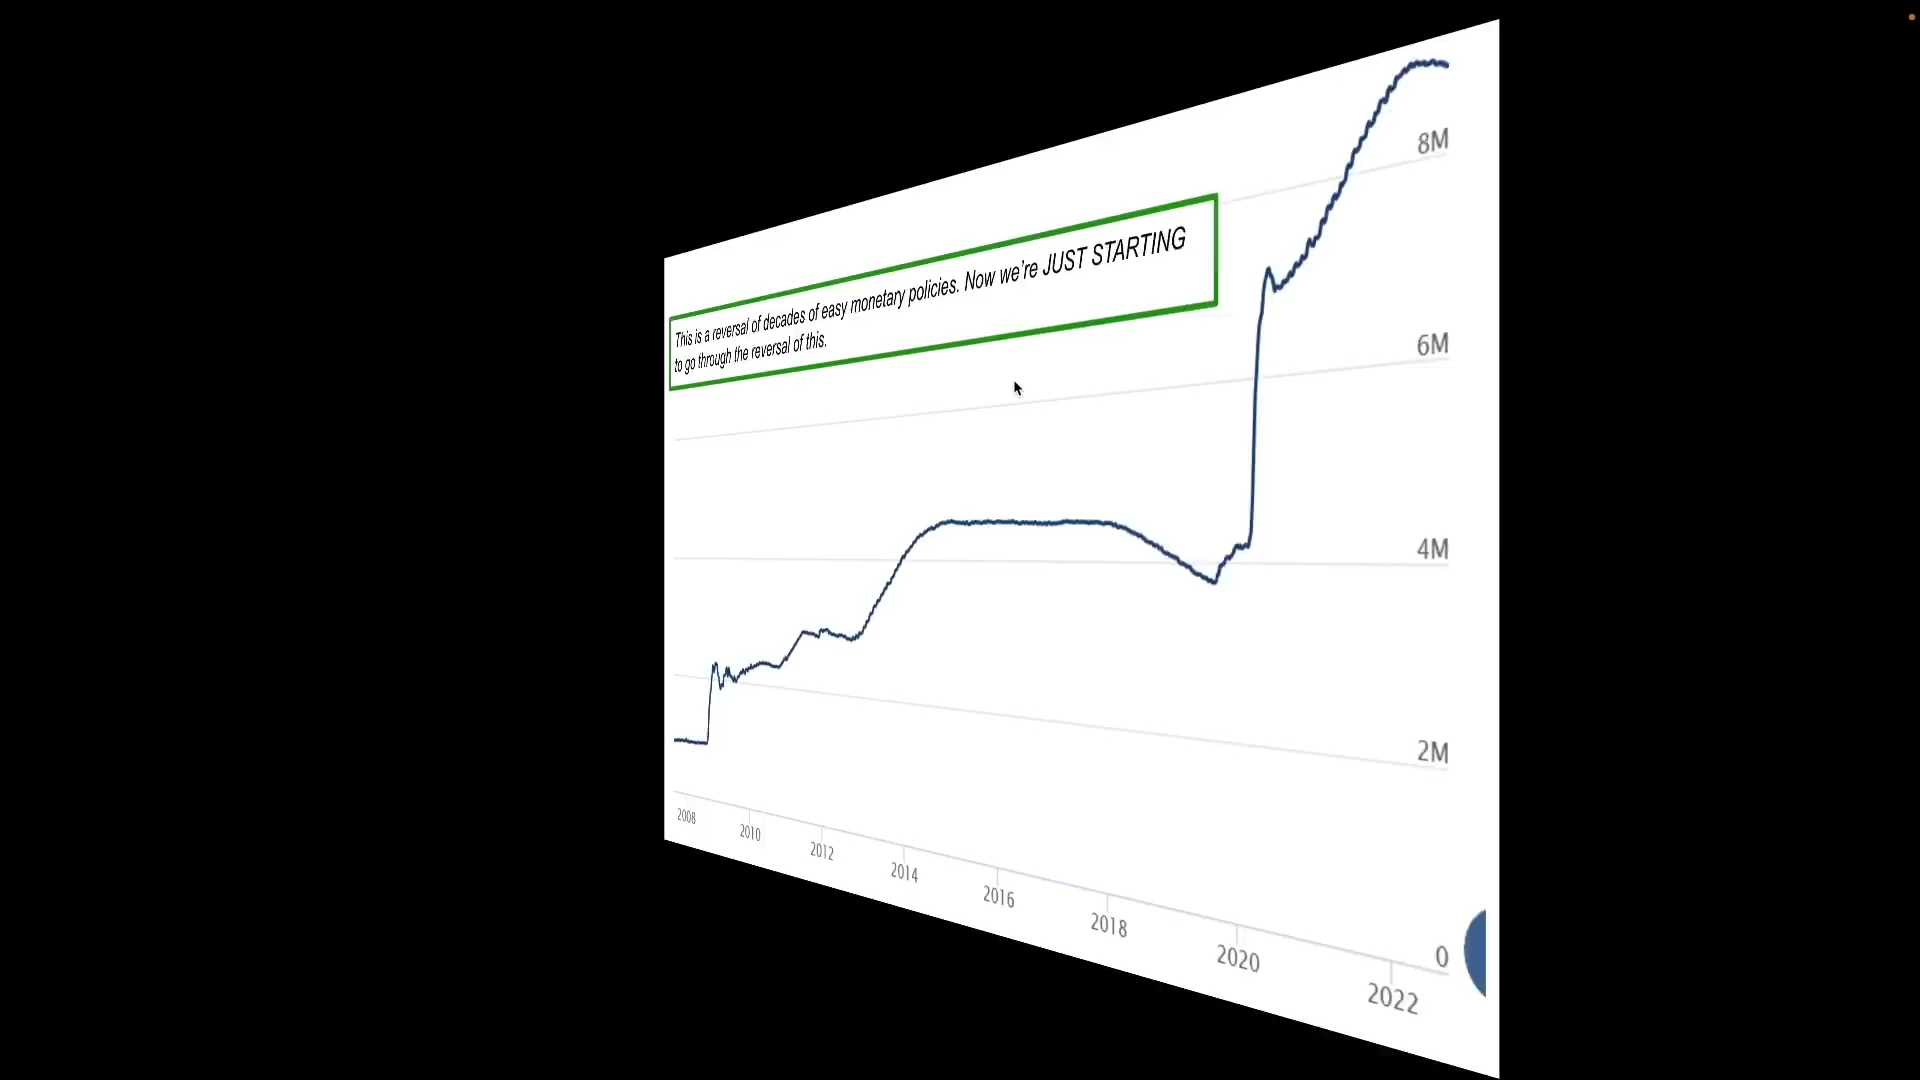 This is a reversal of decades of easy monetary policies. Now we're JUST STARTING
to go through the reversal of this.
8M
6M
4M
2M
0
2008
2010
2012
2014
2016
2018
2020
2022